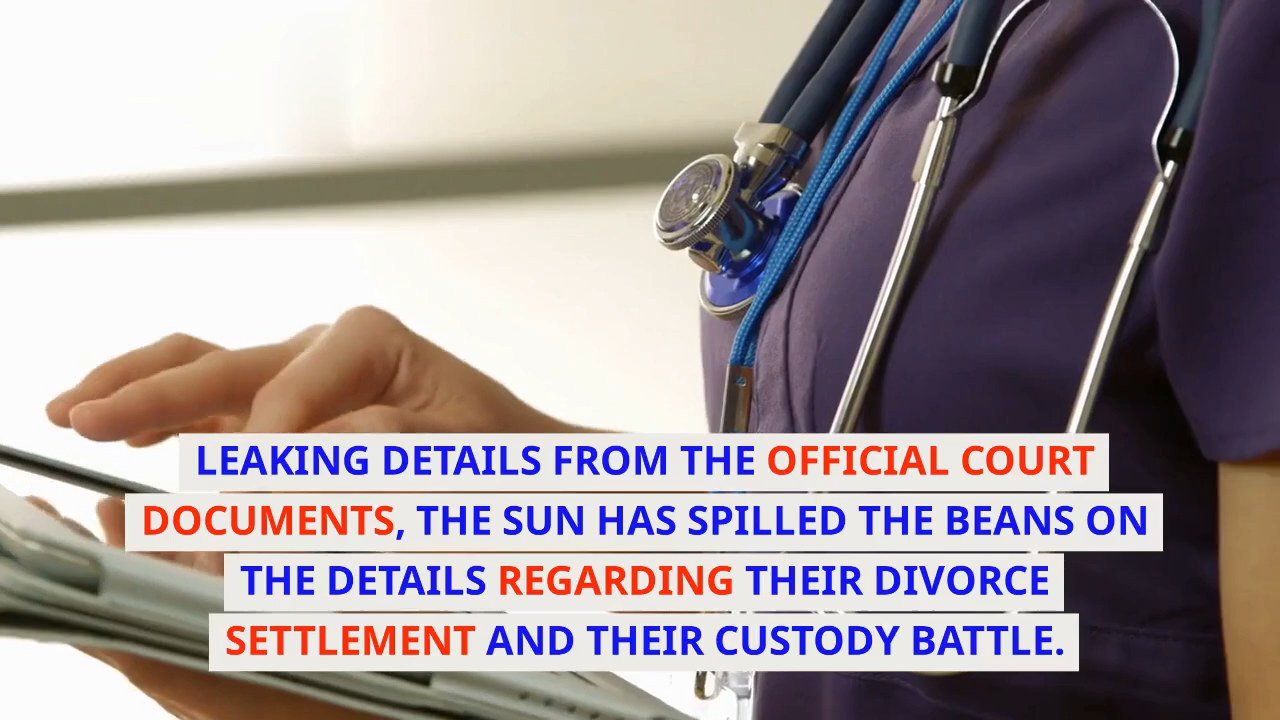 LEAKING DETAILS FROM THE OFFICIAL COURT
DOCUMENTS, THE SUN HAS SPILLED THE BEANS ON
THE DETAILS REGARDING THEIR DIVORCE
SETTLEMENT AND THEIR CUSTODY BATTLE.